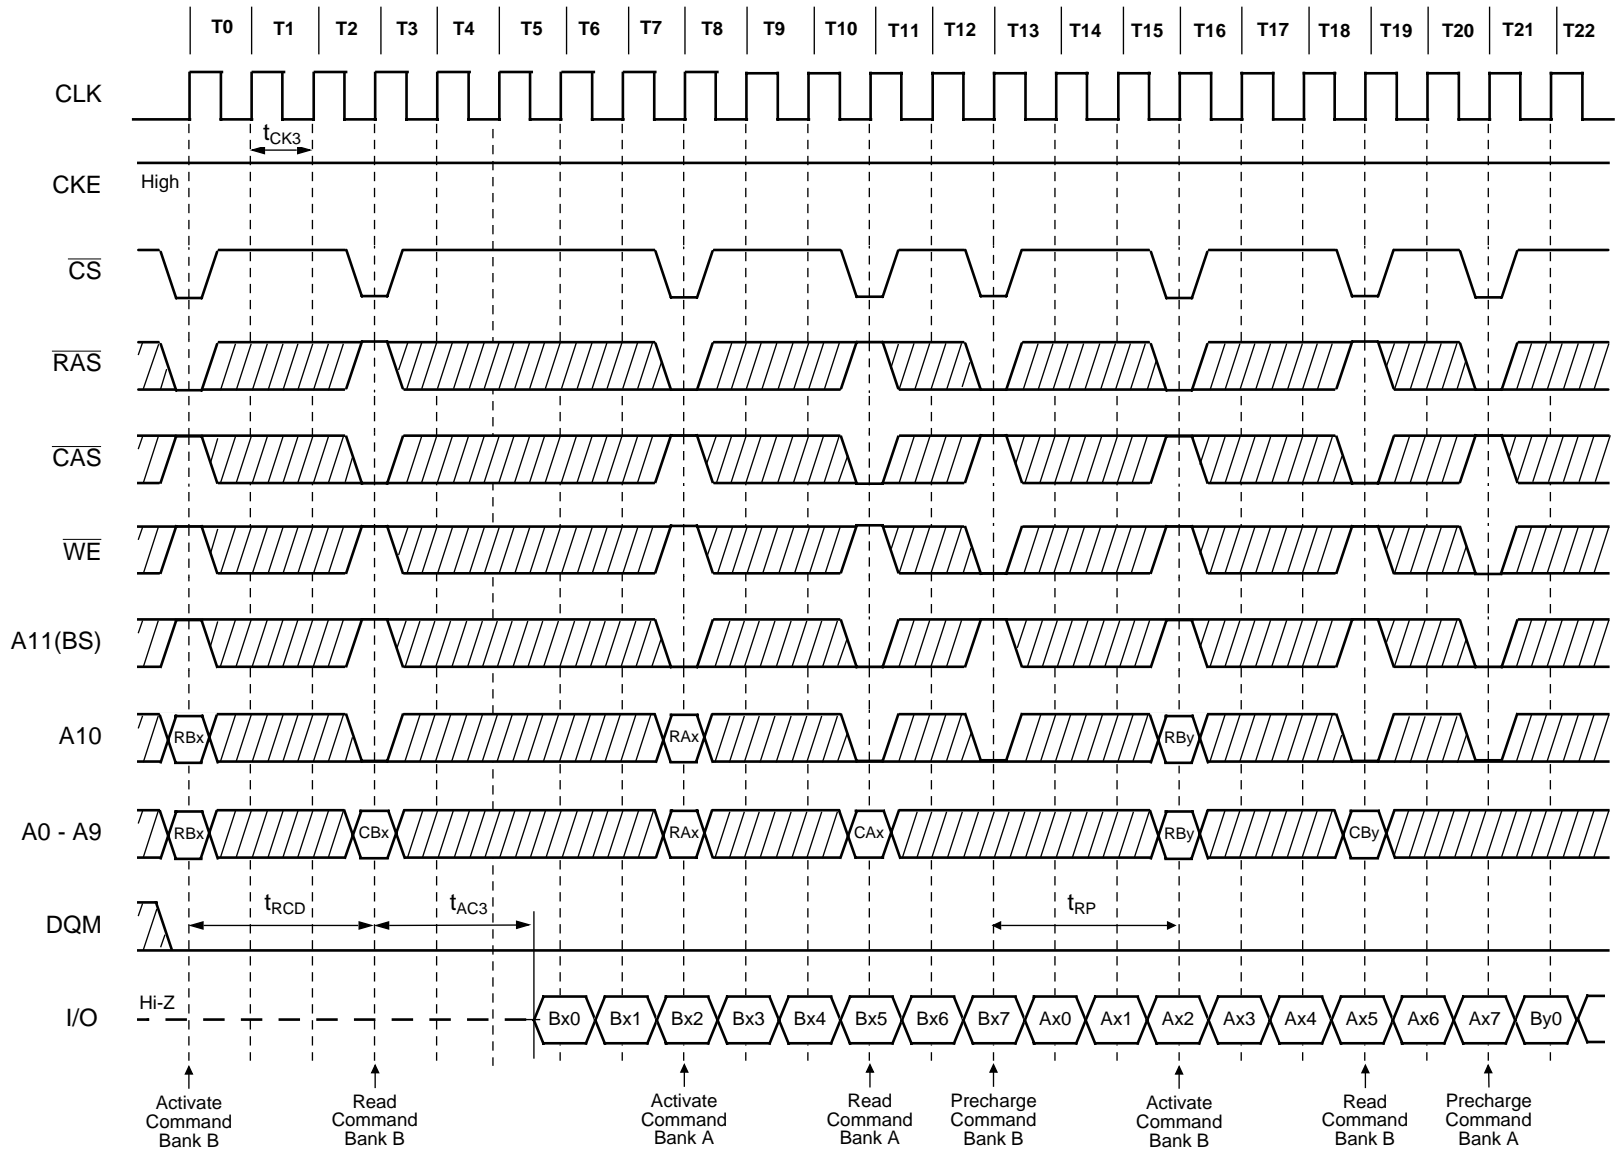 T0 T1 T2 T3 T4 T5 T6 T7 T8 T9 T10 T11 T12 T13 T14 T15 T16 T17 T18 T19 T20 T21 T22
CLK
tCK3
CKE High
CS
RAS
CAS
WE
A11(BS)
A10 RBx RAx RBy
A0 - A9 RBx CBx RAx CAx RBy CBy
DQM tRCD tAC3 tRP
I/O Hi-Z Bx0 Bx1 Bx2 Bx3 Bx4 Bx5 Bx6 Bx7 Ax0 Ax1 Ax2 Ax3 Ax4 Ax5 Ax6 Ax7 By0
Activate
Command
Bank B
Read
Command
Bank B
Activate
Command
Bank A
Read
Command
Bank A
Precharge
Command
Bank B
Activate
Command
Bank B
Read
Command
Bank B
Precharge
Command
Bank A